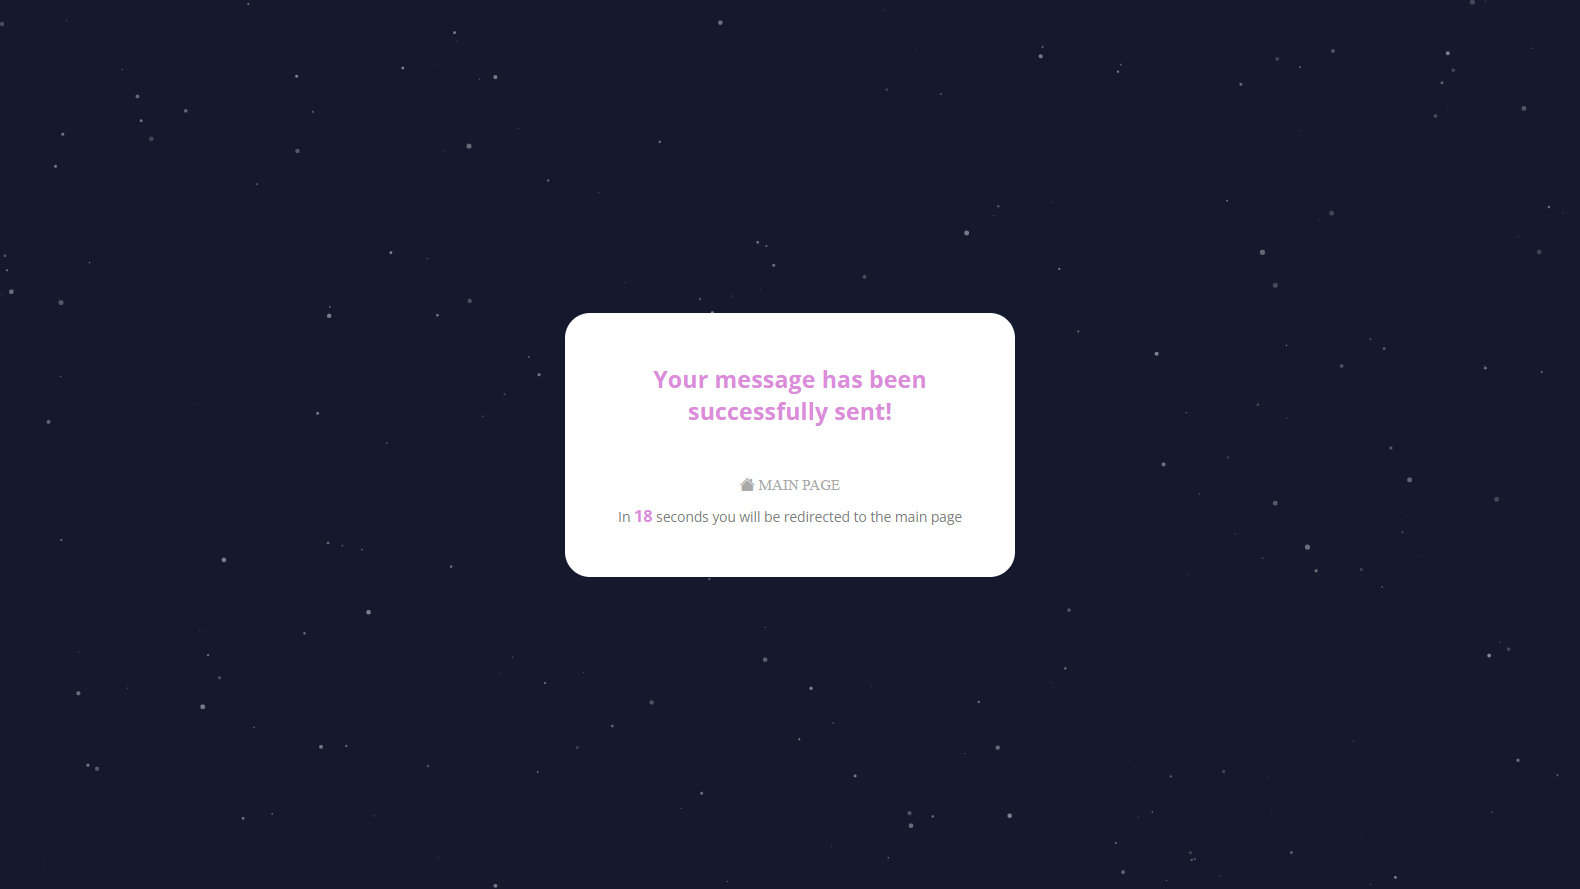 Your message has been
successfully sent!
MAIN PAGE
In 18 seconds you will be redirected to the main page